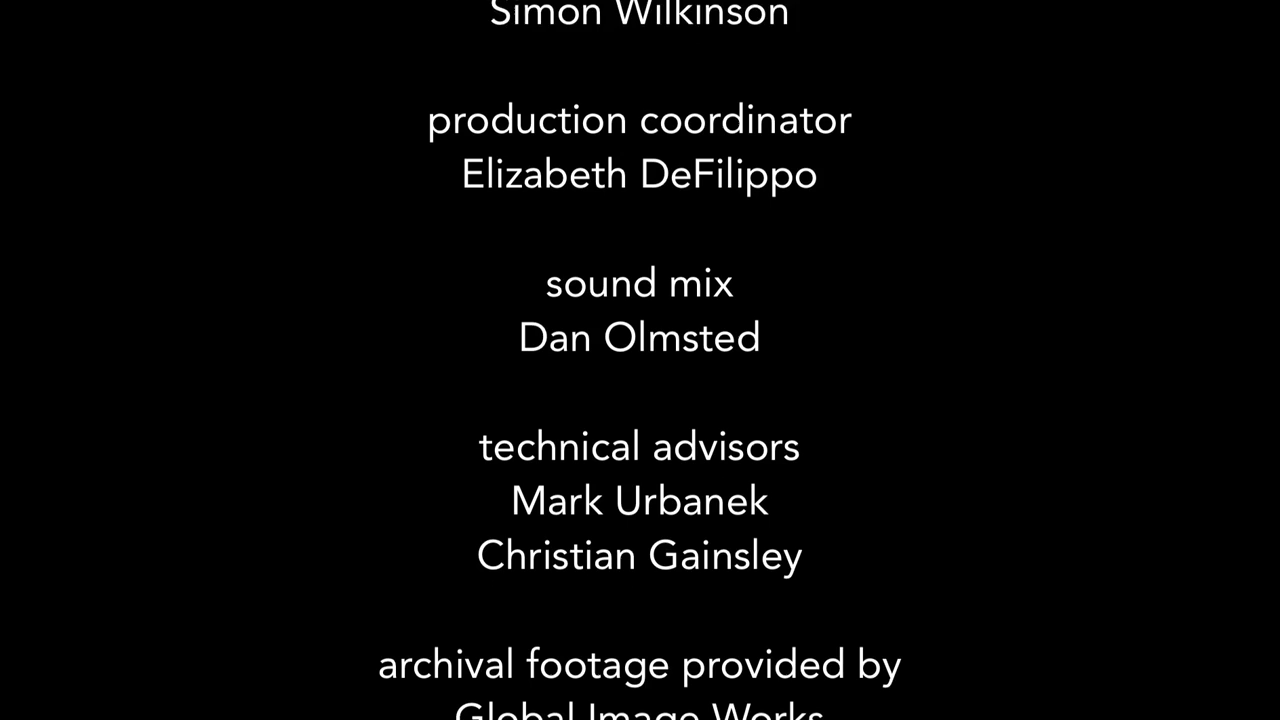 Simon Wilkinson
production coordinator
Elizabeth DeFilippo
sound mix
Dan Olmsted
technical advisors
Mark Urbanek
Christian Gainsley
archival footage provided by
Global Image Works